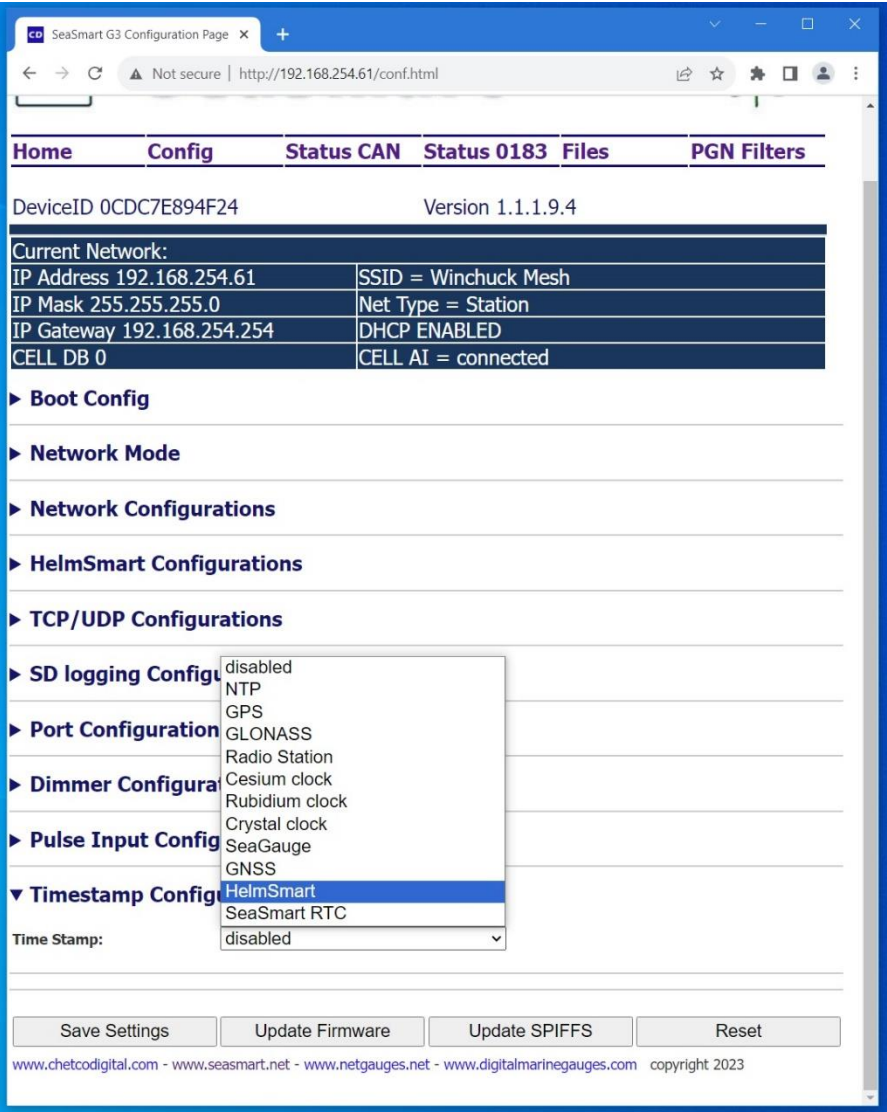 CD SeaSmart G3 Configuration Page
Not secure | http://192.168.254.61/conf.html
Home Config Status CAN Status 0183 Files PGN Filters
DeviceID 0CDC7E894F24 Version 1.1.1.9.4
Current Network:
IP Address 192.168.254.61 SSID = Winchuck Mesh
IP Mask 255.255.255.0 Net Type = Station
IP Gateway 192.168.254.254 DHCP ENABLED
CELL DB 0 CELL AI = connected
Boot Config
Network Mode
Network Configurations
HelmSmart Configurations
TCP/UDP Configurations
SD logging Configu
Port Configuration
Dimmer Configurat
Pulse Input Config
Timestamp Configu
disabled
NTP
GPS
GLONASS
Radio Station
Cesium clock
Rubidium clock
Crystal clock
SeaGauge
GNSS
HelmSmart
SeaSmart RTC
Time Stamp: disabled
Save Settings Update Firmware Update SPIFFS Reset
www.chetcodigital.com - www.seasmart.net - www.netgauges.net - www.digitalmarinegauges.com copyright 2023